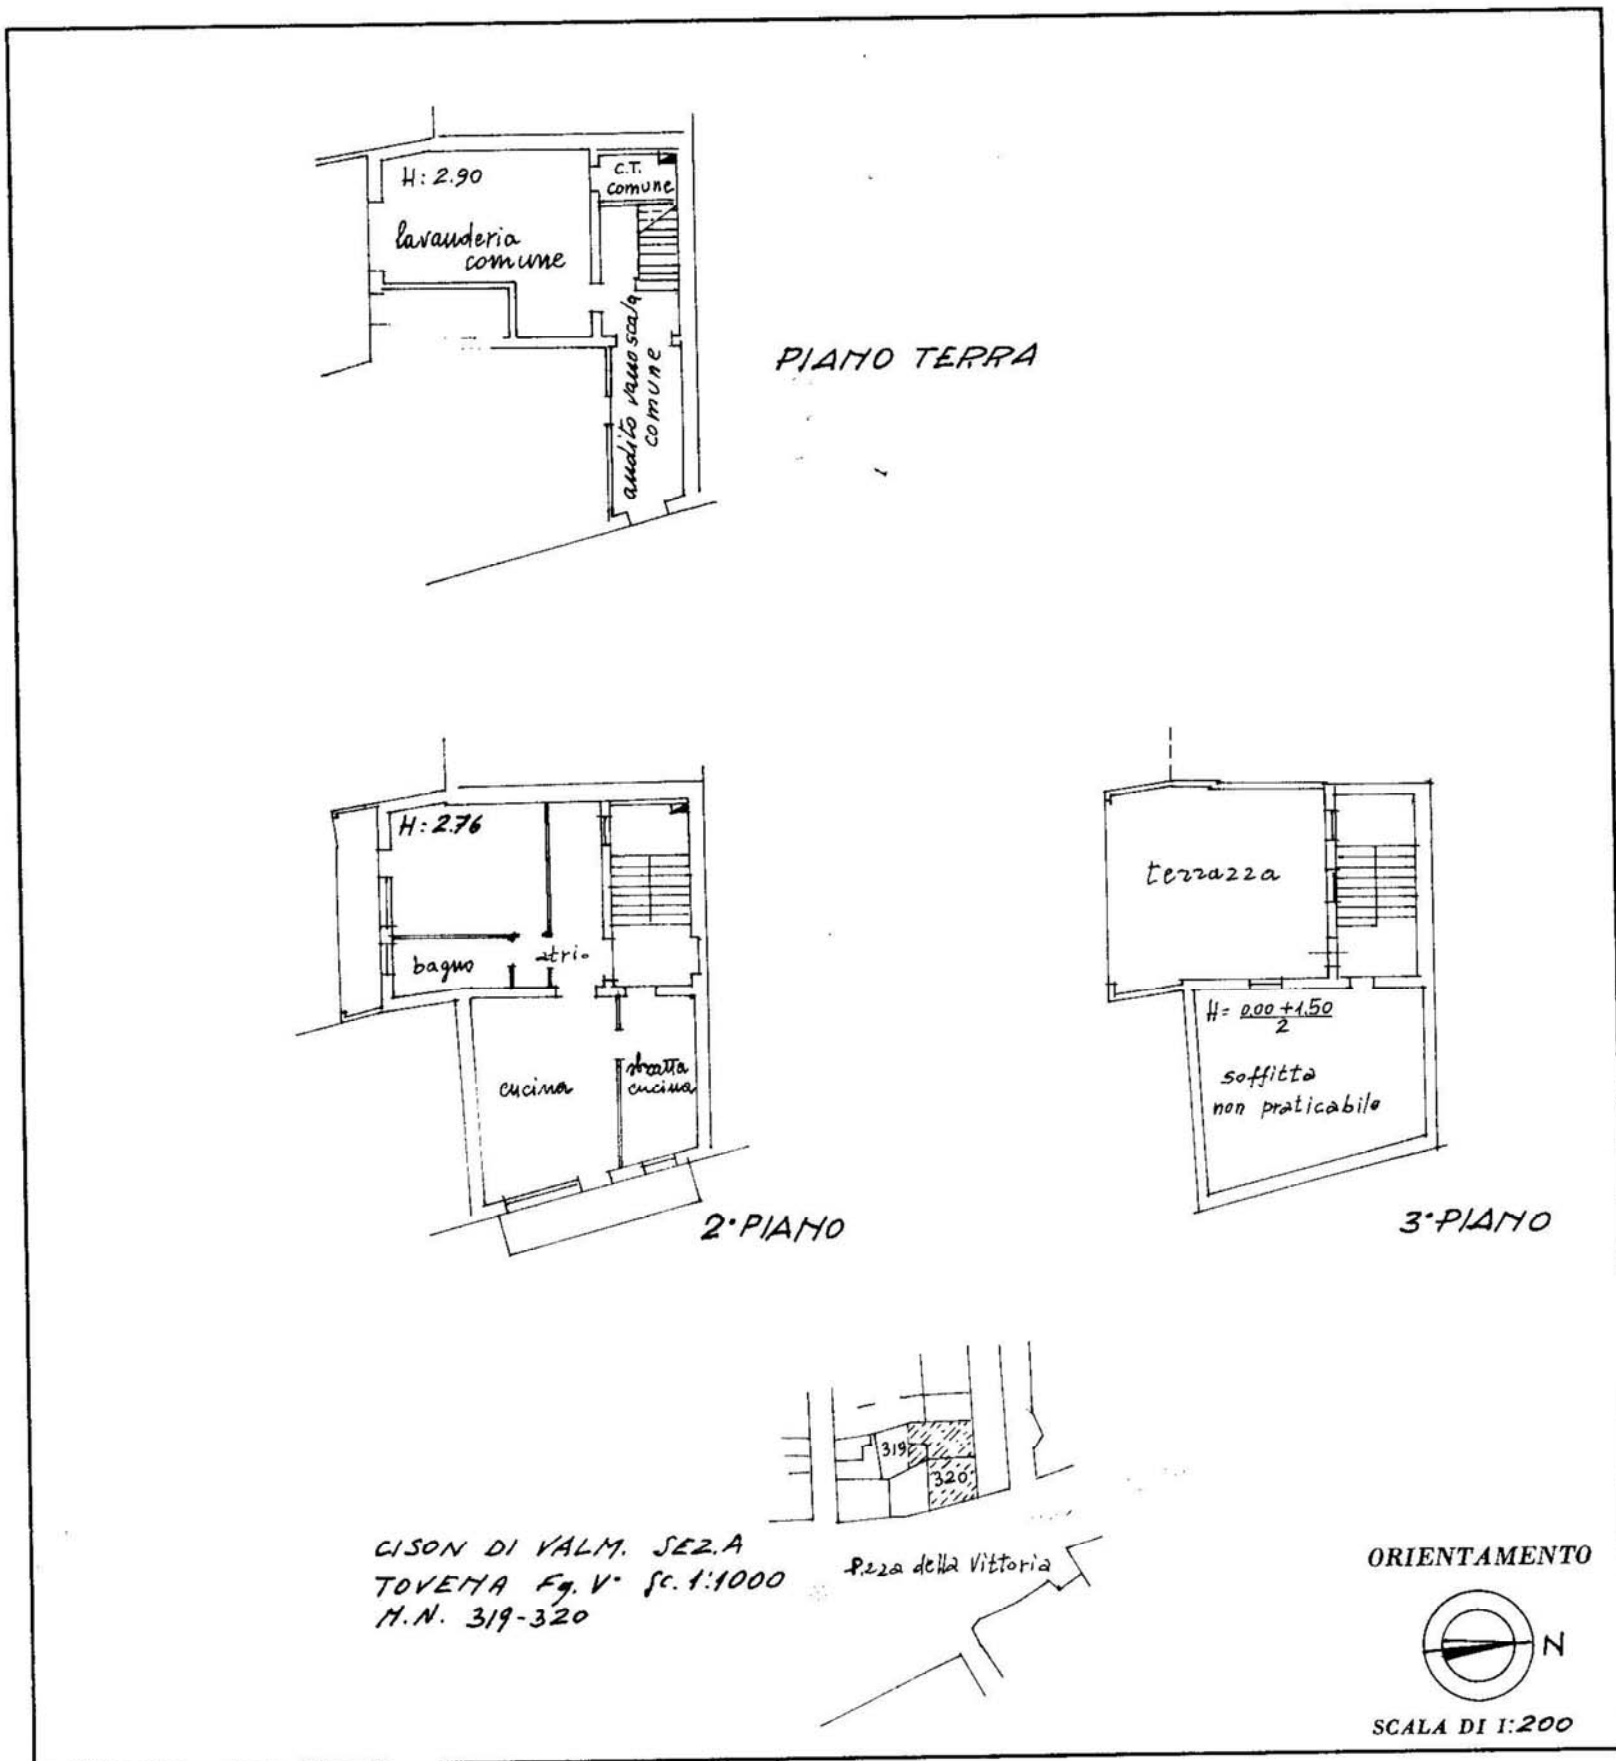 H: 2.90
C.T.
comune
lavanderia
comune
andito vano scala
comune
PIANO TERRA
H: 2.76
bagno
atrio
cucina
cucina
2° PIANO
terrazza
H = 0.00 + 1.50
2
soffitta
non praticabile
3° PIANO
319
320
P.zza della Vittoria
CISON DI VALM. SEZ. A
TOVENA Fg. V° SC. 1:1000
M.N. 319-320
ORIENTAMENTO
N
SCALA DI 1:200